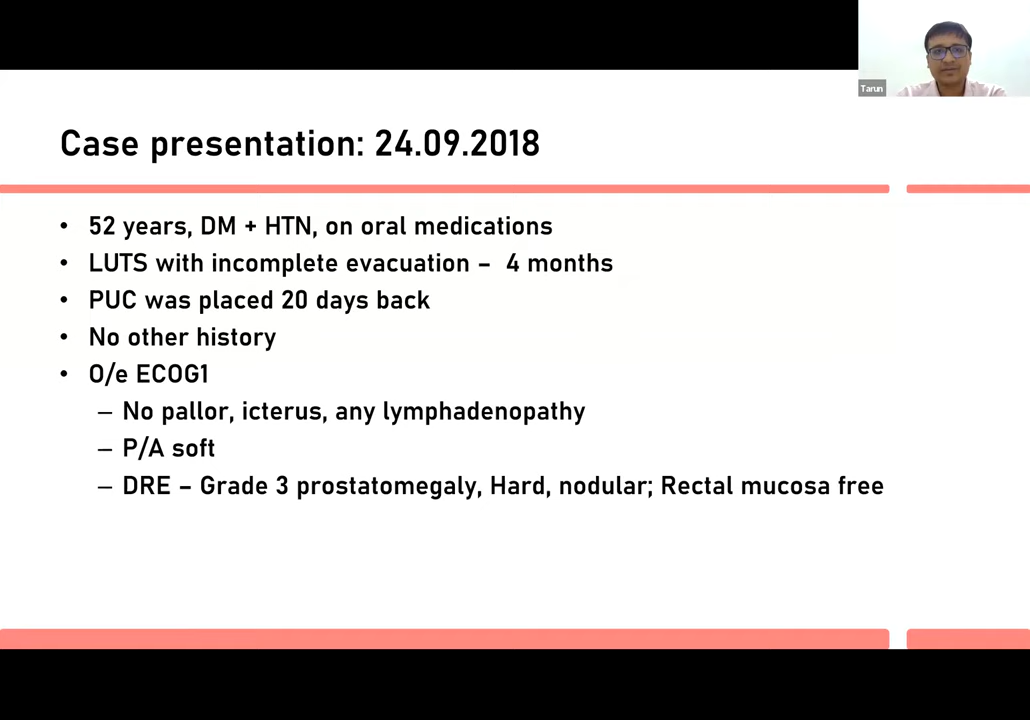 Tarun
Case presentation: 24.09.2018
• 52 years, DM + HTN, on oral medications
• LUTS with incomplete evacuation – 4 months
• PUC was placed 20 days back
• No other history
• O/e ECOG1
– No pallor, icterus, any lymphadenopathy
– P/A soft
– DRE – Grade 3 prostatomegaly, Hard, nodular; Rectal mucosa free